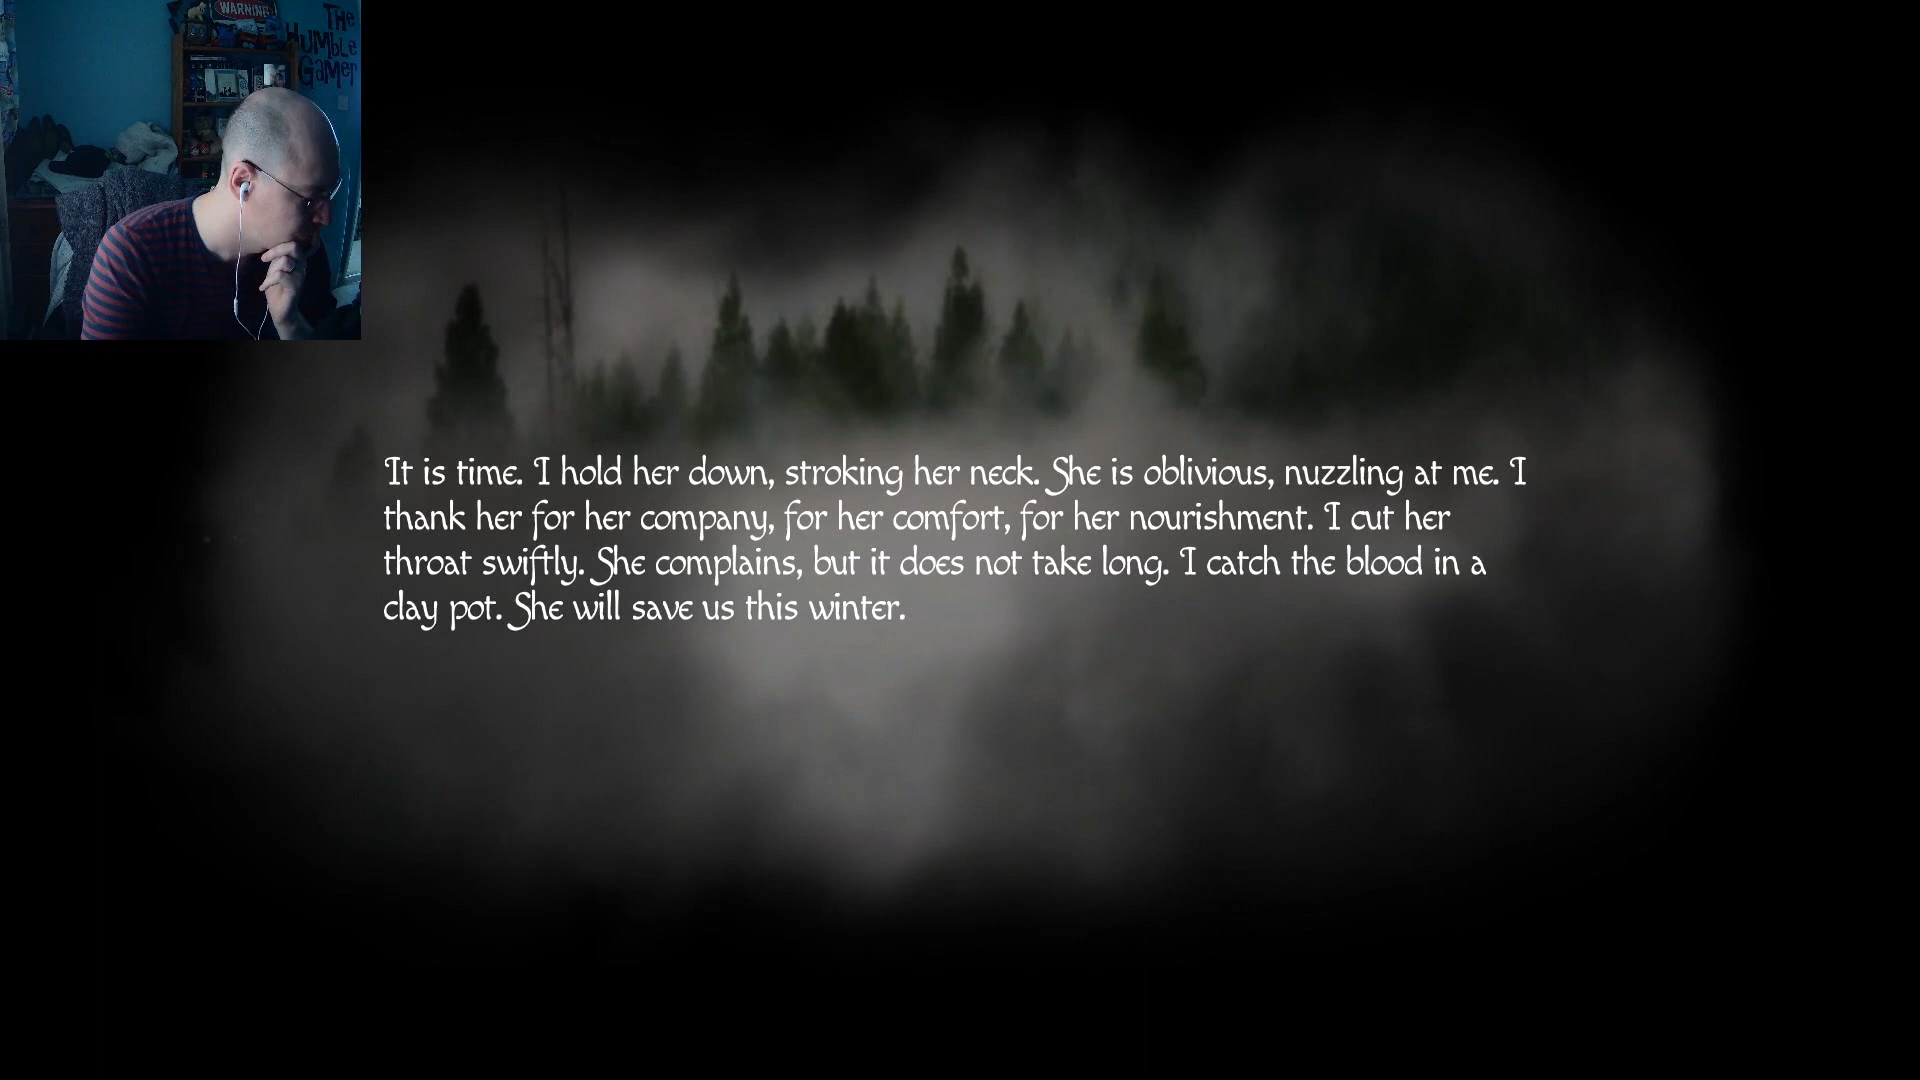 WARNING!
THe
HUMbLe
GAmer
It is time. I hold her down, stroking her neck. She is oblivious, nuzzling at me. I
thank her for her company, for her comfort, for her nourishment. I cut her
throat swiftly. She complains, but it does not take long. I catch the blood in a
clay pot. She will save us this winter.